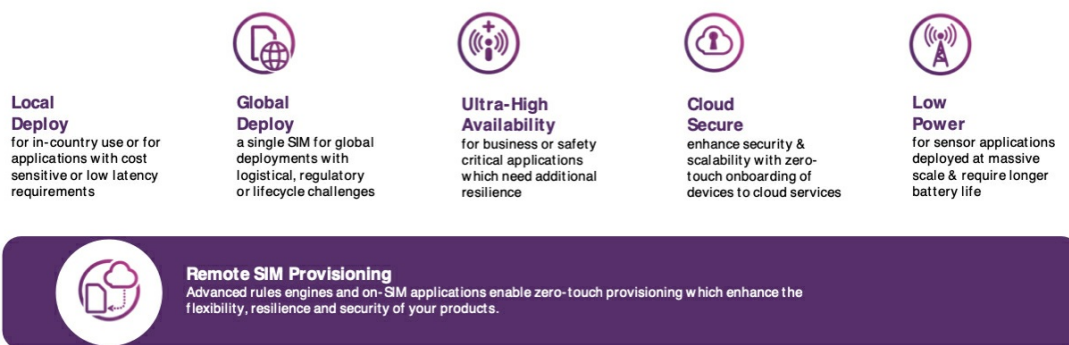 Local
Deploy
for in-country use or for
applications with cost
sensitive or low latency
requirements
Global
Deploy
a single SIM for global
deployments with
logistical, regulatory
or lifecycle challenges
Ultra-High
Availability
for business or safety
critical applications
which need additional
resilience
Cloud
Secure
enhance security &
scalability with zero-
touch onboarding of
devices to cloud services
Low
Power
for sensor applications
deployed at massive
scale & require longer
battery life
Remote SIM Provisioning
Advanced rules engines and on-SIM applications enable zero-touch provisioning which enhance the
flexibility, resilience and security of your products.